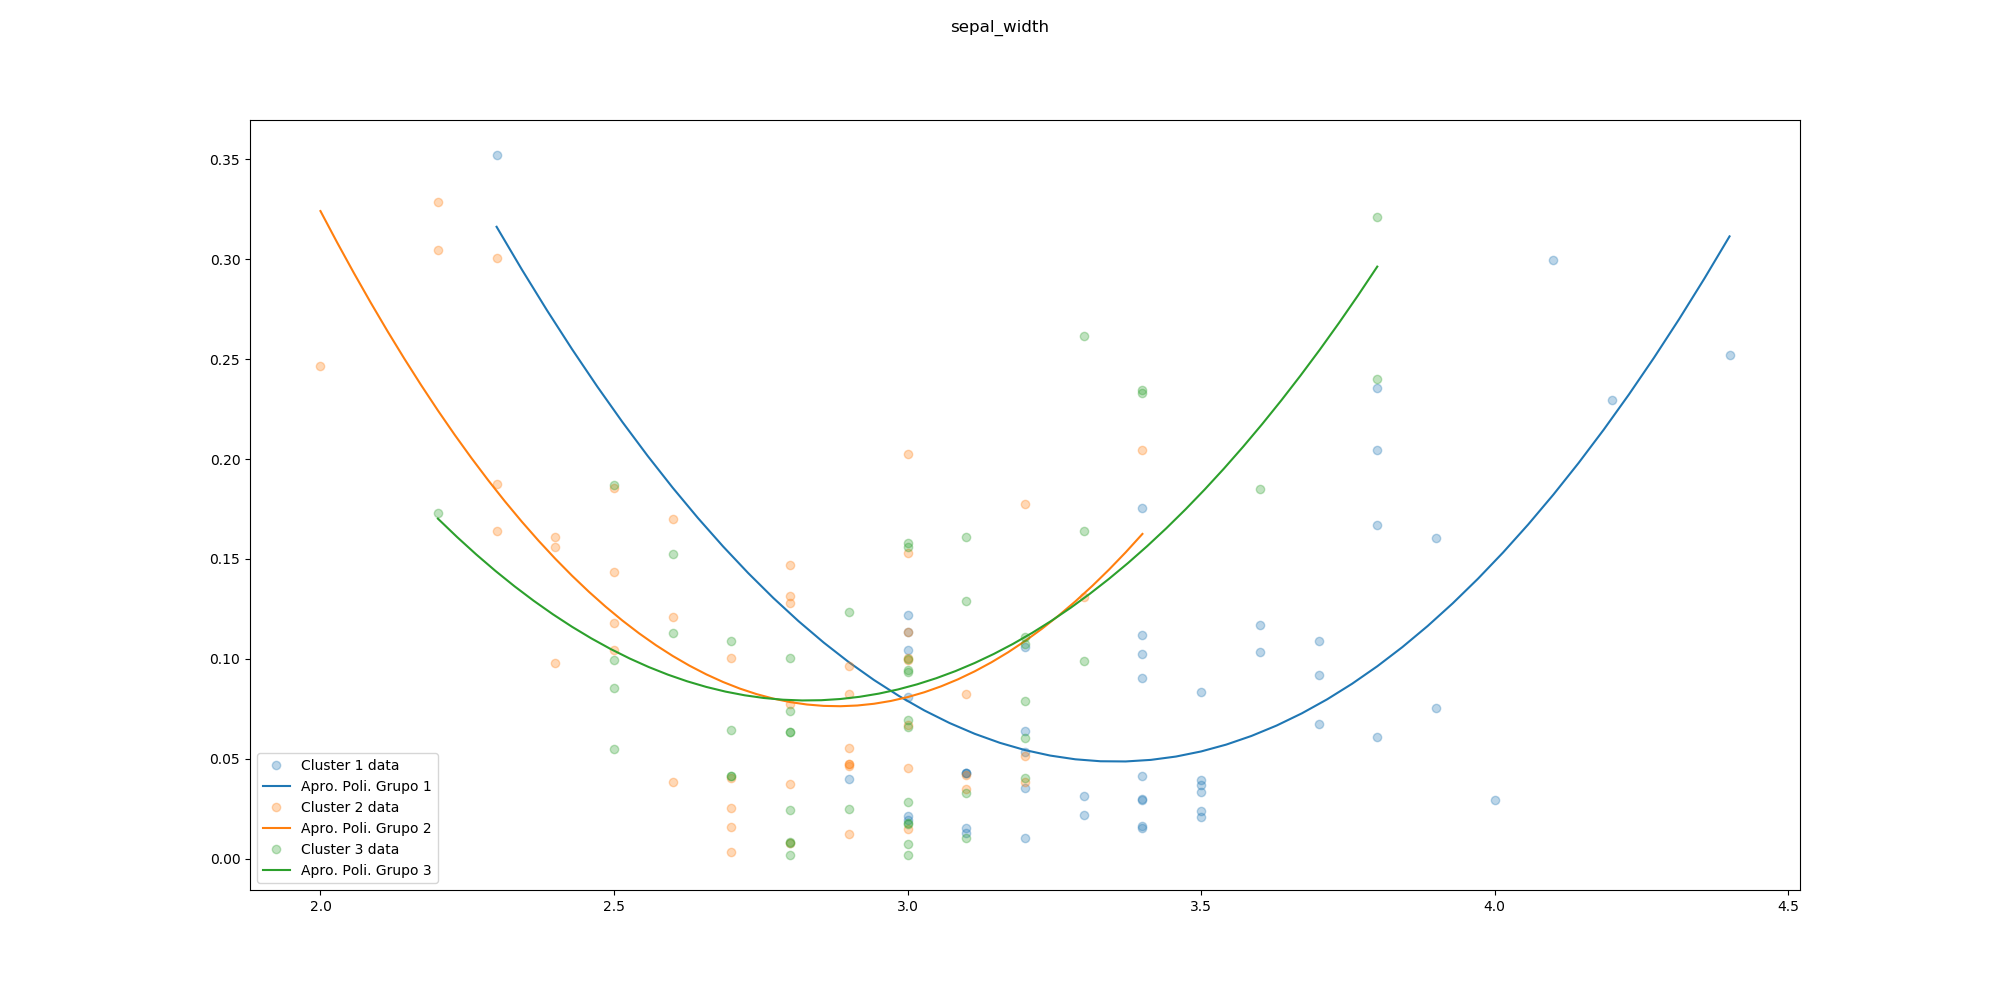 sepal_width
0.35
0.30
0.25
0.20
0.15
0.10
0.05
0.00
Cluster 1 data
Apro. Poli. Grupo 1
Cluster 2 data
Apro. Poli. Grupo 2
Cluster 3 data
Apro. Poli. Grupo 3
2.0 2.5 3.0 3.5 4.0 4.5